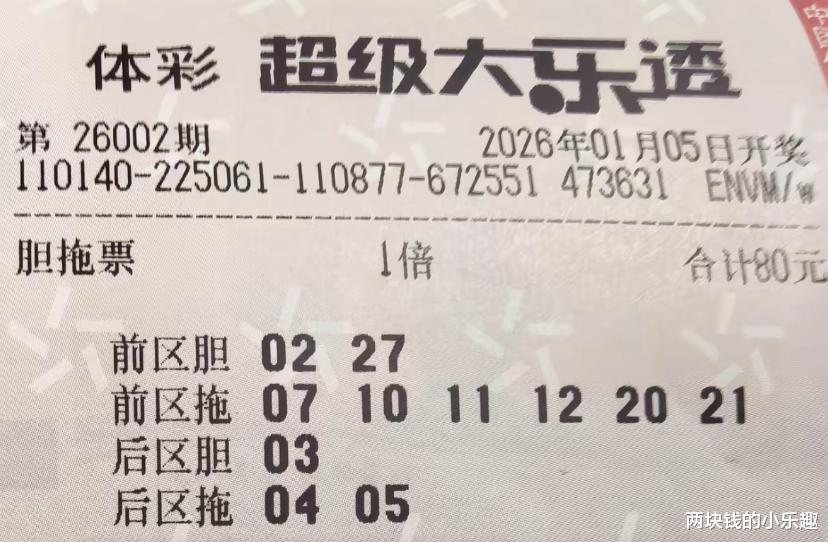 体彩 超级大乐透
第 26002期 2026年01月05日开奖
110140-225061-110877-672551 473631 ENVM/
胆拖票 1倍 合计80元
前区胆 02 27
前区拖 07 10 11 12 20 21
后区胆 03
后区拖 04 05
两块钱的小乐趣